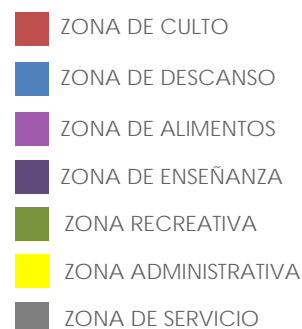 ZONA DE CULTO
ZONA DE DESCANSO
ZONA DE ALIMENTOS
ZONA DE ENSEÑANZA
ZONA RECREATIVA
ZONA ADMINISTRATIVA
ZONA DE SERVICIO